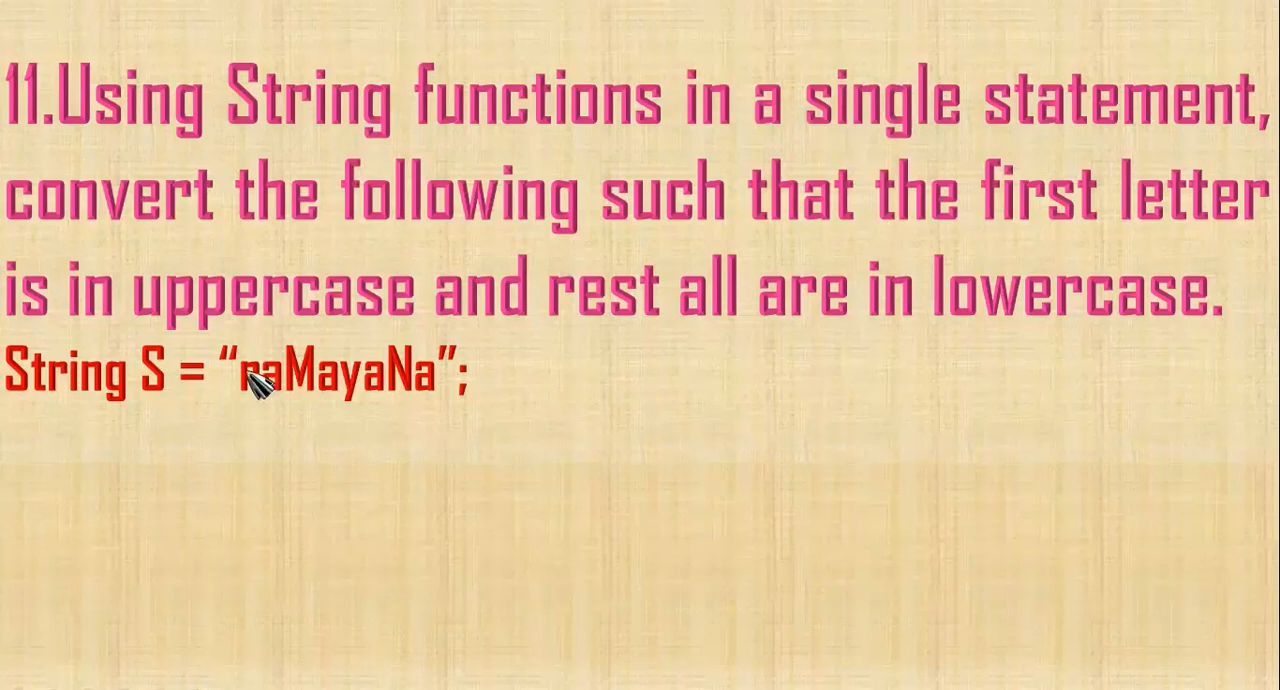 11.Using String functions in a single statement,
convert the following such that the first letter
is in uppercase and rest all are in lowercase.
String S = “raMayaNa”;